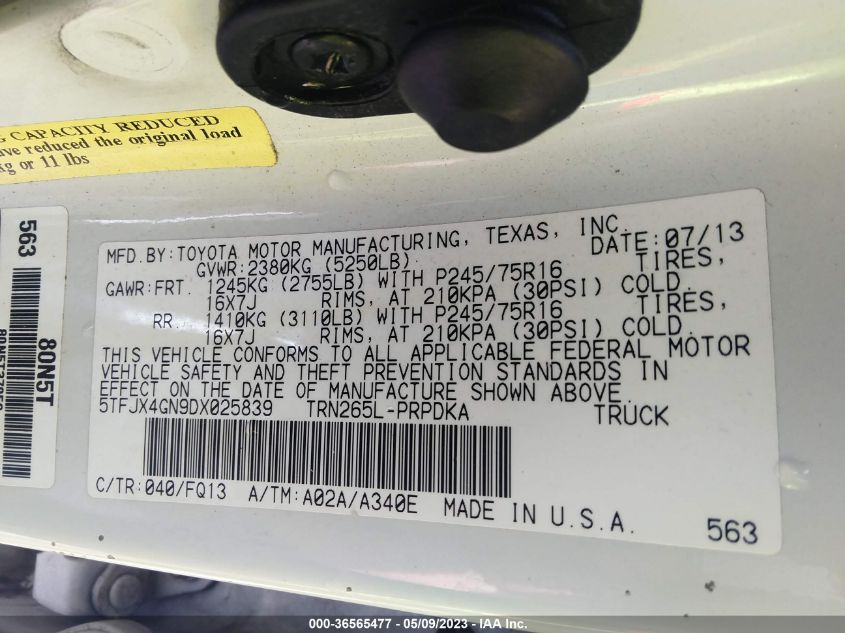 G CAPACITY REDUCED
ave reduced the original load
kg or 11 lbs
563
80N5T
MFD.BY:TOYOTA MOTOR MANUFACTURING, TEXAS, INC.
DATE:07/13
GVWR:2380KG (5250LB)
GAWR:FRT. 1245KG (2755LB) WITH P245/75R16 TIRES,
16X7J RIMS, AT 210KPA (30PSI) COLD.
RR. 1410KG (3110LB) WITH P245/75R16 TIRES,
16X7J RIMS, AT 210KPA (30PSI) COLD.
THIS VEHICLE CONFORMS TO ALL APPLICABLE FEDERAL MOTOR
VEHICLE SAFETY AND THEFT PREVENTION STANDARDS IN
EFFECT ON THE DATE OF MANUFACTURE SHOWN ABOVE.
5TFJX4GN9DX025839 TRN265L-PRPDKA TRUCK
C/TR:040/FQ13 A/TM:A02A/A340E MADE IN U.S.A.
563
000-36565477 - 05/09/2023 - IAA Inc.